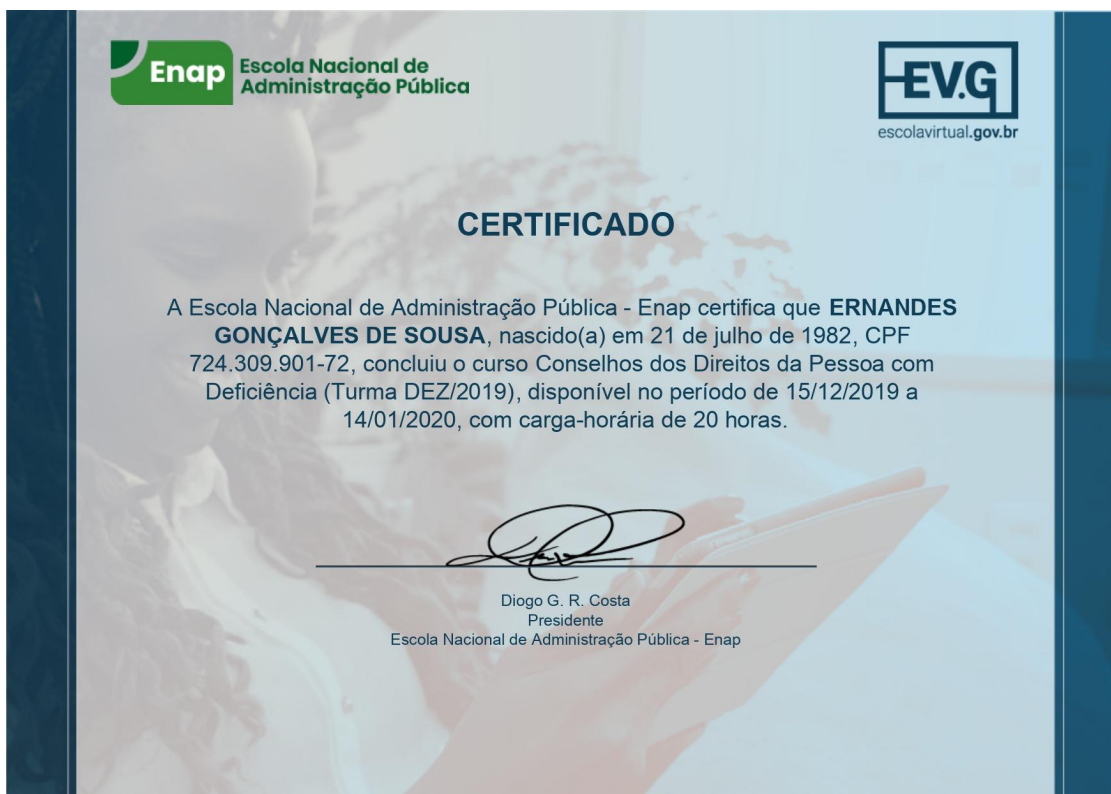 Enap
Escola Nacional de
Administração Pública
EV.G
escolavirtual.gov.br
CERTIFICADO
A Escola Nacional de Administração Pública - Enap certifica que ERNANDES
GONÇALVES DE SOUSA, nascido(a) em 21 de julho de 1982, CPF
724.309.901-72, concluiu o curso Conselhos dos Direitos da Pessoa com
Deficiência (Turma DEZ/2019), disponível no período de 15/12/2019 a
14/01/2020, com carga-horária de 20 horas.
Diogo G. R. Costa
Presidente
Escola Nacional de Administração Pública - Enap